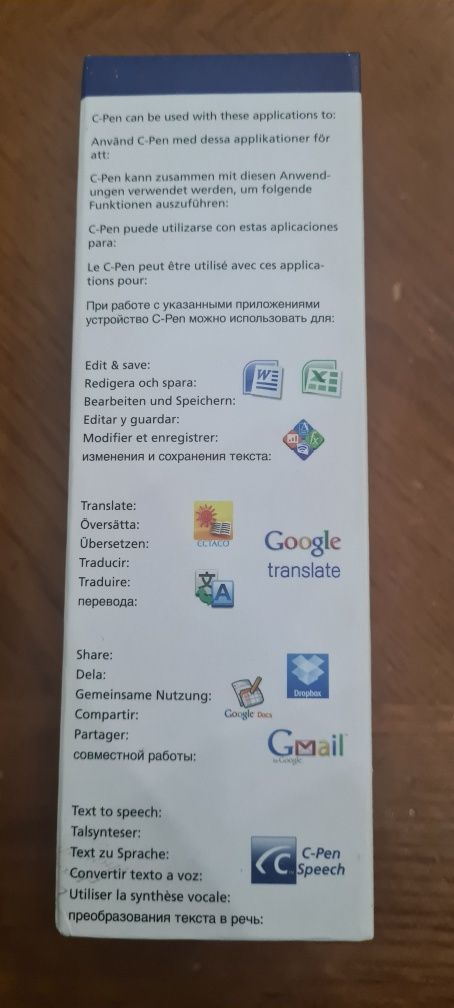 C-Pen can be used with these applications to:
Använd C-Pen med dessa applikationer för
att:
C-Pen kann zusammen mit diesen Anwend-
ungen verwendet werden, um folgende
Funktionen auszuführen:
C-Pen puede utilizarse con estas aplicaciones
para:
Le C-Pen peut être utilisé avec ces applica-
tions pour:
При работе с указанными приложениями
устройство C-Pen можно использовать для:
Edit & save:
Redigera och spara:
Bearbeiten und Speichern:
Editar y guardar:
Modifier et enregistrer:
изменения и сохранения текста:
W
X
A
fx
Translate:
Översätta:
Übersetzen:
Traducir:
Traduire:
перевода:
ECTACO
Google
translate
文
A
Share:
Dela:
Gemeinsame Nutzung:
Compartir:
Partager:
совместной работы:
Dropbox
Google Docs
Gmail
by Google
Text to speech:
Talsynteser:
Text zu Sprache:
Convertir texto a voz:
Utiliser la synthèse vocale:
преобразования текста в речь:
C
C-Pen
Speech